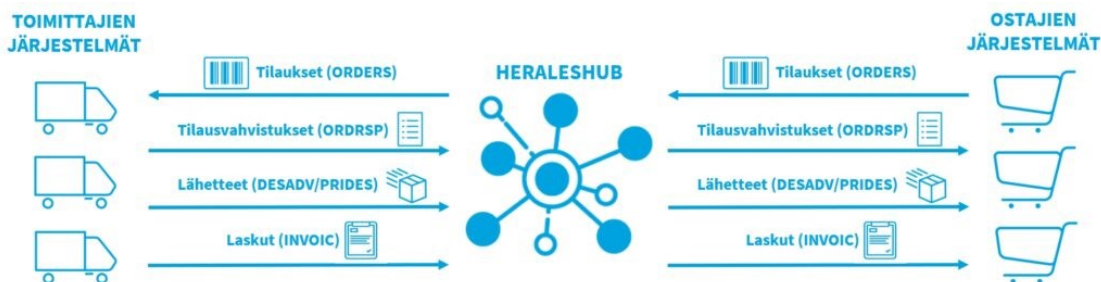 TOIMITTAJIEN
JÄRJESTELMÄT
Tilaukset (ORDERS)
Tilausvahvistukset (ORDRSP)
Lähetteet (DESADV/PRIDES)
Laskut (INVOIC)
HERALESHUB
Tilaukset (ORDERS)
Tilausvahvistukset (ORDRSP)
Lähetteet (DESADV/PRIDES)
Laskut (INVOIC)
OSTAJIEN
JÄRJESTELMÄT